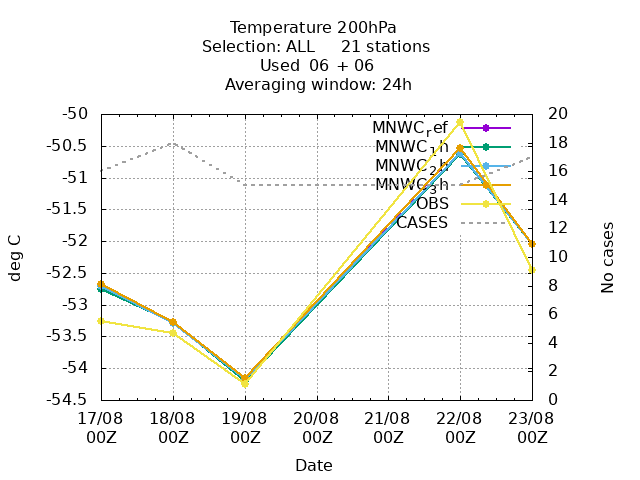 Temperature 200hPa
Selection: ALL 21 stations
Used 06 + 06
Averaging window: 24h
-50
-50.5
-51
-51.5
-52
-52.5
-53
-53.5
-54
-54.5
deg C
MNWC_ref
MNWC_1h
MNWC_2h
MNWC_3h
OBS
CASES
20
18
16
14
12
10
8
6
4
2
0
No cases
17/08 18/08 19/08 20/08 21/08 22/08 23/08
00Z 00Z 00Z 00Z 00Z 00Z 00Z
Date